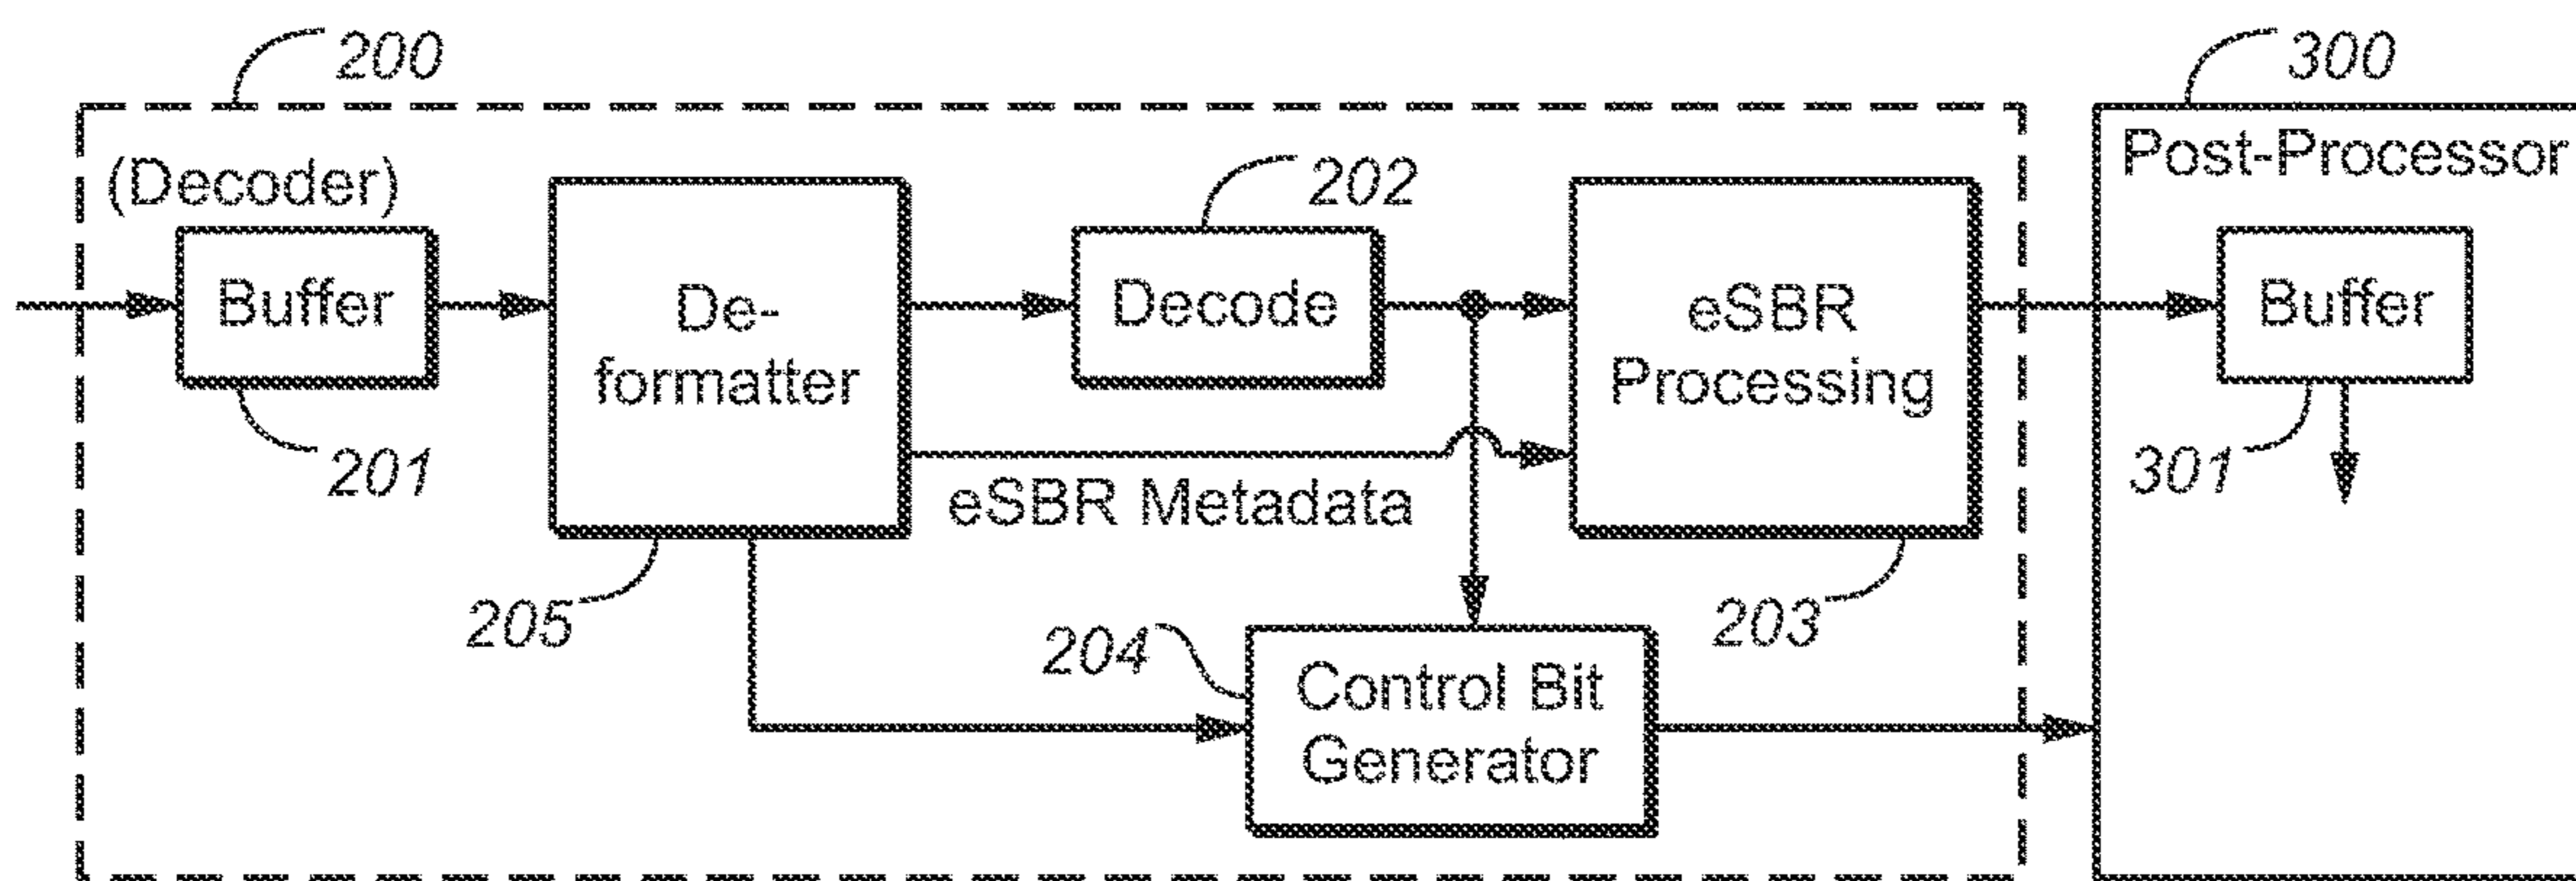 200
300
(Decoder)
Post-Processor
202
Buffer
De-
formatter
Decode
eSBR
Processing
Buffer
201
eSBR Metadata
301
205
204
203
Control Bit
Generator